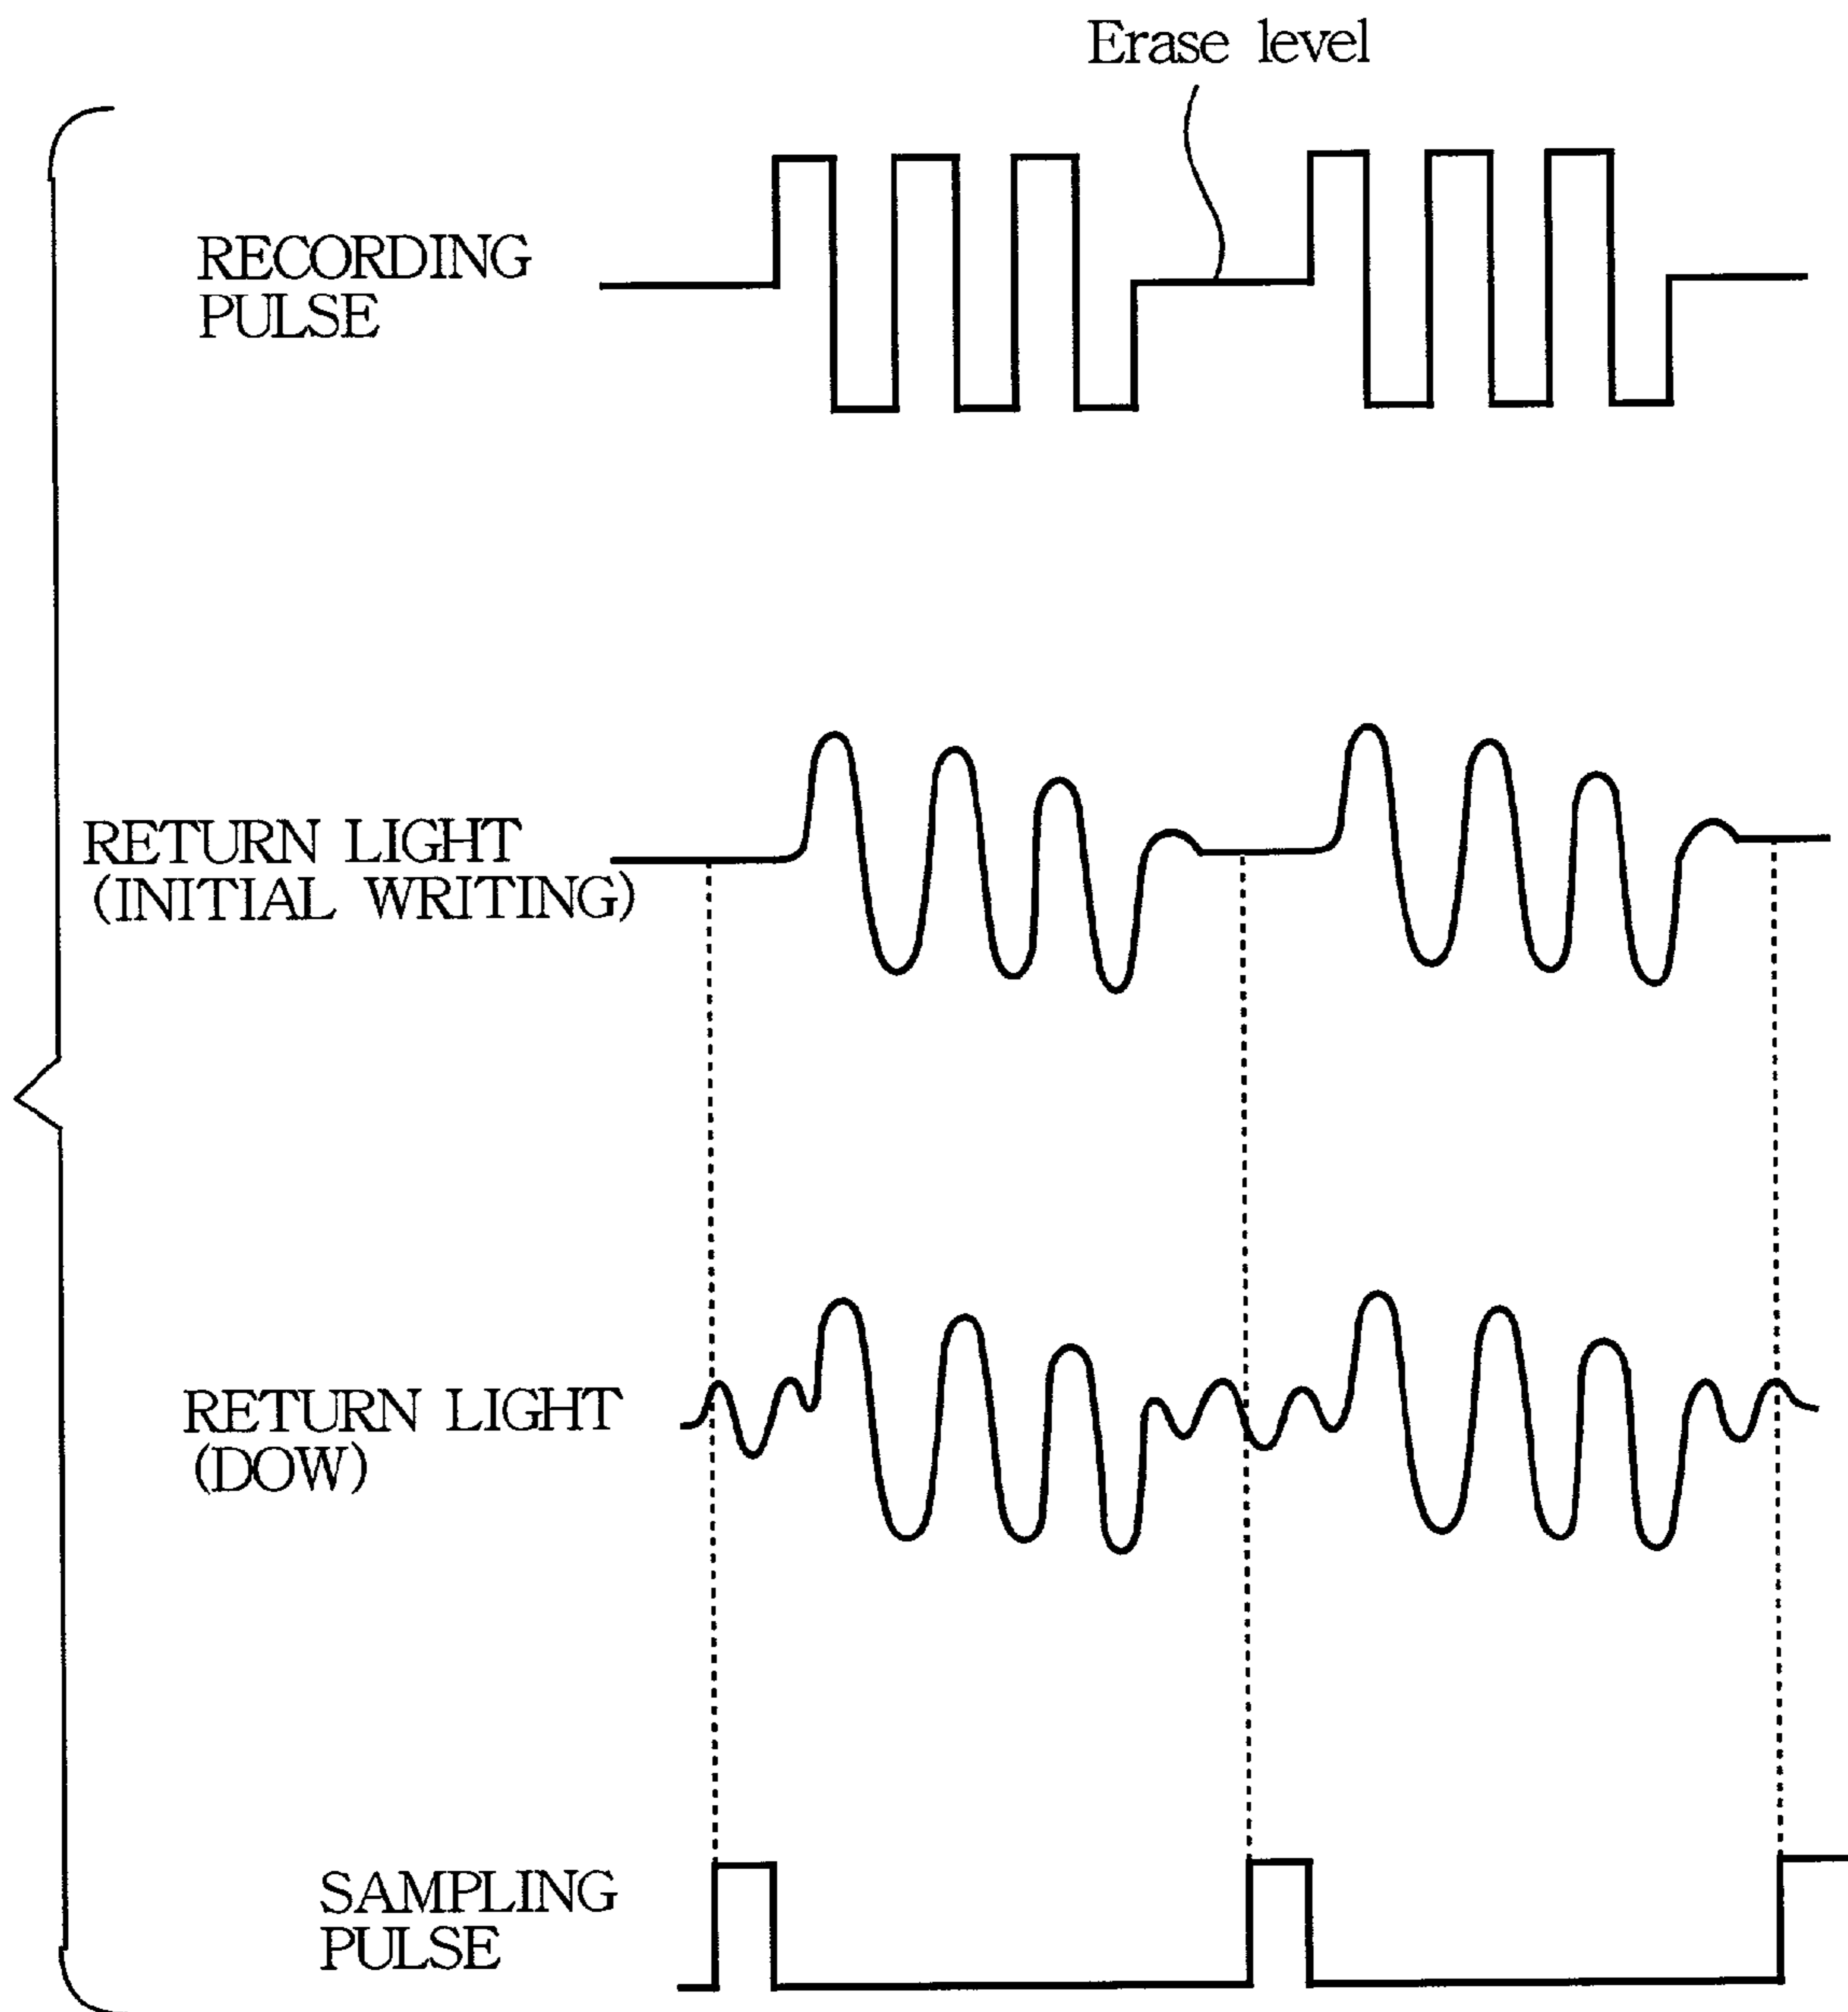 Erase level
RECORDING
PULSE
RETURN LIGHT
(INITIAL WRITING)
RETURN LIGHT
(DOW)
SAMPLING
PULSE